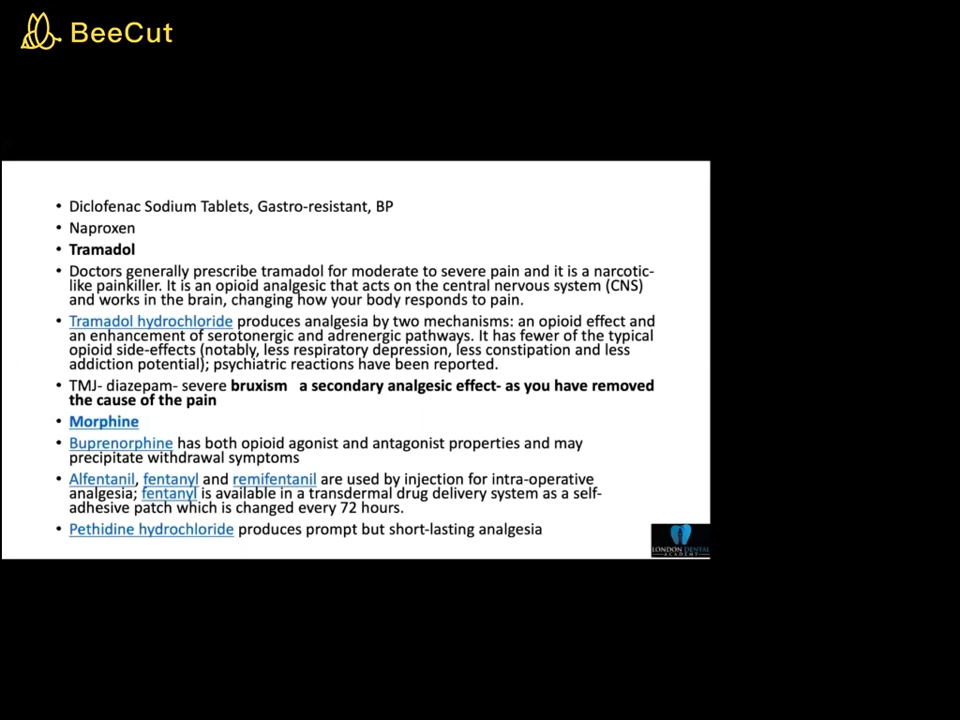 BeeCut
• Diclofenac Sodium Tablets, Gastro-resistant, BP
• Naproxen
• Tramadol
• Doctors generally prescribe tramadol for moderate to severe pain and it is a narcotic-
like painkiller. It is an opioid analgesic that acts on the central nervous system (CNS)
and works in the brain, changing how your body responds to pain.
• Tramadol hydrochloride produces analgesia by two mechanisms: an opioid effect and
an enhancement of serotonergic and adrenergic pathways. It has fewer of the typical
opioid side-effects (notably, less respiratory depression, less constipation and less
addiction potential); psychiatric reactions have been reported.
• TMJ- diazepam- severe bruxism a secondary analgesic effect- as you have removed
the cause of the pain
• Morphine
• Buprenorphine has both opioid agonist and antagonist properties and may
precipitate withdrawal symptoms
• Alfentanil, fentanyl and remifentanil are used by injection for intra-operative
analgesia; fentanyl is available in a transdermal drug delivery system as a self-
adhesive patch which is changed every 72 hours.
• Pethidine hydrochloride produces prompt but short-lasting analgesia
LONDON DENTAL
ACADEMY